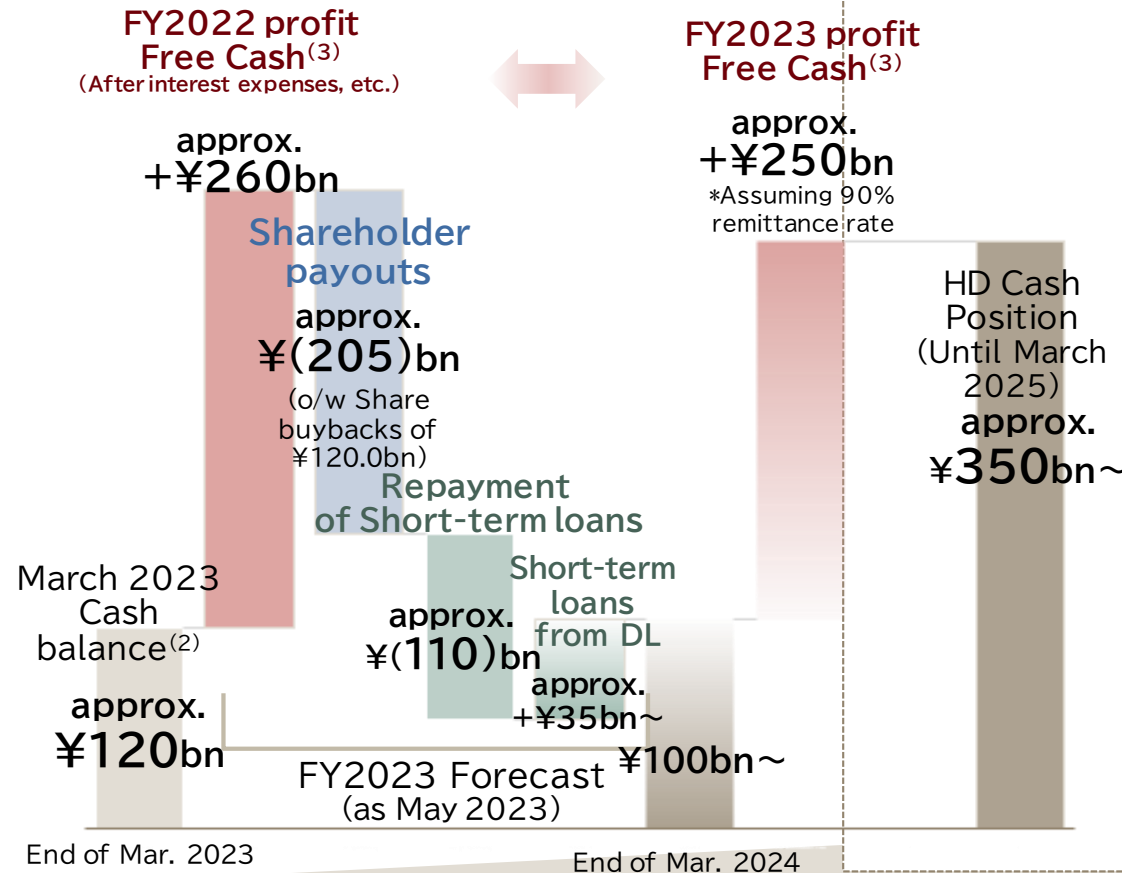 FY2022 profit
Free Cash(3)
(After interest expenses, etc.)
approx.
+¥260bn
Shareholder
payouts
approx.
¥(205)bn
(o/w Share
buybacks of
¥120.0bn)
Repayment
of Short-term loans
approx.
¥(110)bn
Short-term
loans
from DL
approx.
+¥35bn~
March 2023
Cash
balance(2)
approx.
¥120bn
FY2023 Forecast
(as May 2023)
¥100bn~
FY2023 profit
Free Cash(3)
approx.
+¥250bn
*Assuming 90%
remittance rate
HD Cash
Position
(Until March
2025)
approx.
¥350bn~
End of Mar. 2023
End of Mar. 2024